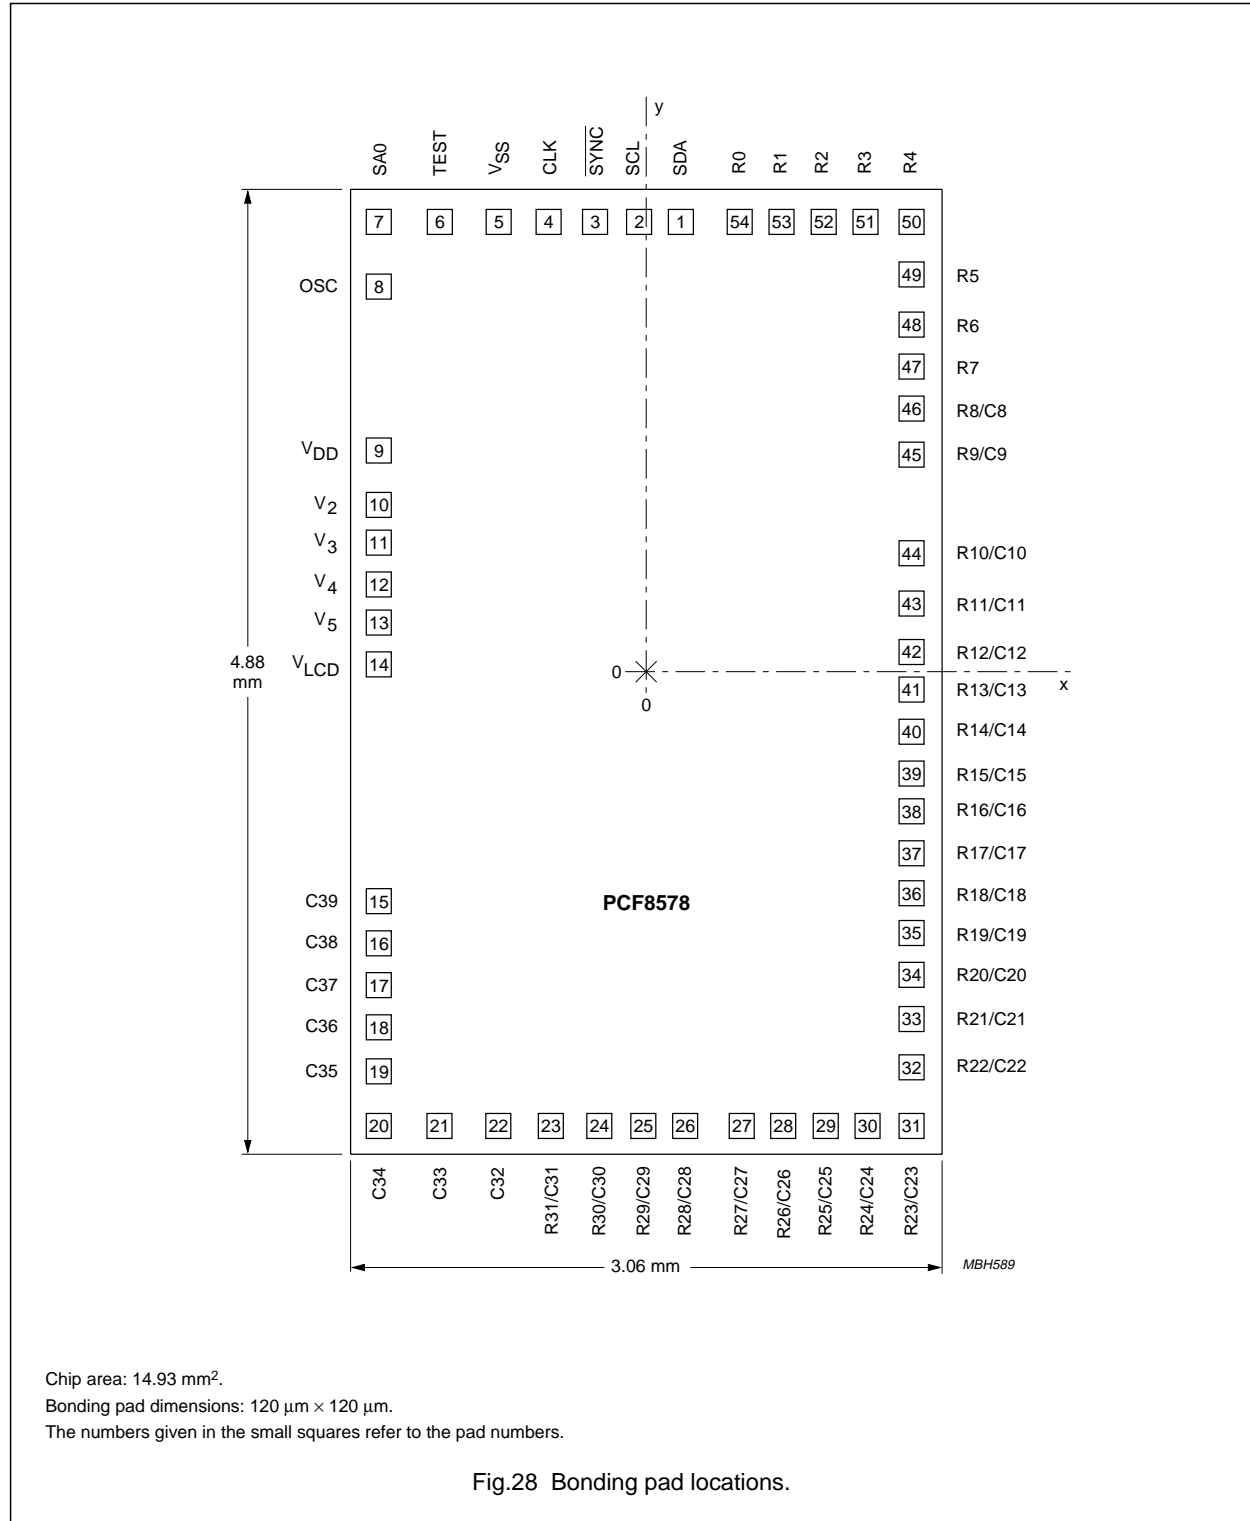 y
SA0 TEST VSS CLK SYNC SCL SDA R0 R1 R2 R3 R4
7 6 5 4 3 2 1 54 53 52 51 50
OSC 8
49 R5
48 R6
47 R7
46 R8/C8
VDD 9
45 R9/C9
V2 10
V3 11
44 R10/C10
V4 12
43 R11/C11
V5 13
42 R12/C12
4.88 mm
VLCD 14
0
0
x
41 R13/C13
40 R14/C14
39 R15/C15
38 R16/C16
37 R17/C17
C39 15
PCF8578
36 R18/C18
C38 16
35 R19/C19
C37 17
34 R20/C20
C36 18
33 R21/C21
C35 19
32 R22/C22
20 21 22 23 24 25 26 27 28 29 30 31
C34 C33 C32 R31/C31 R30/C30 R29/C29 R28/C28 R27/C27 R26/C26 R25/C25 R24/C24 R23/C23
3.06 mm
MBH589
Chip area: 14.93 mm2.
Bonding pad dimensions: 120 μm × 120 μm.
The numbers given in the small squares refer to the pad numbers.
Fig.28 Bonding pad locations.